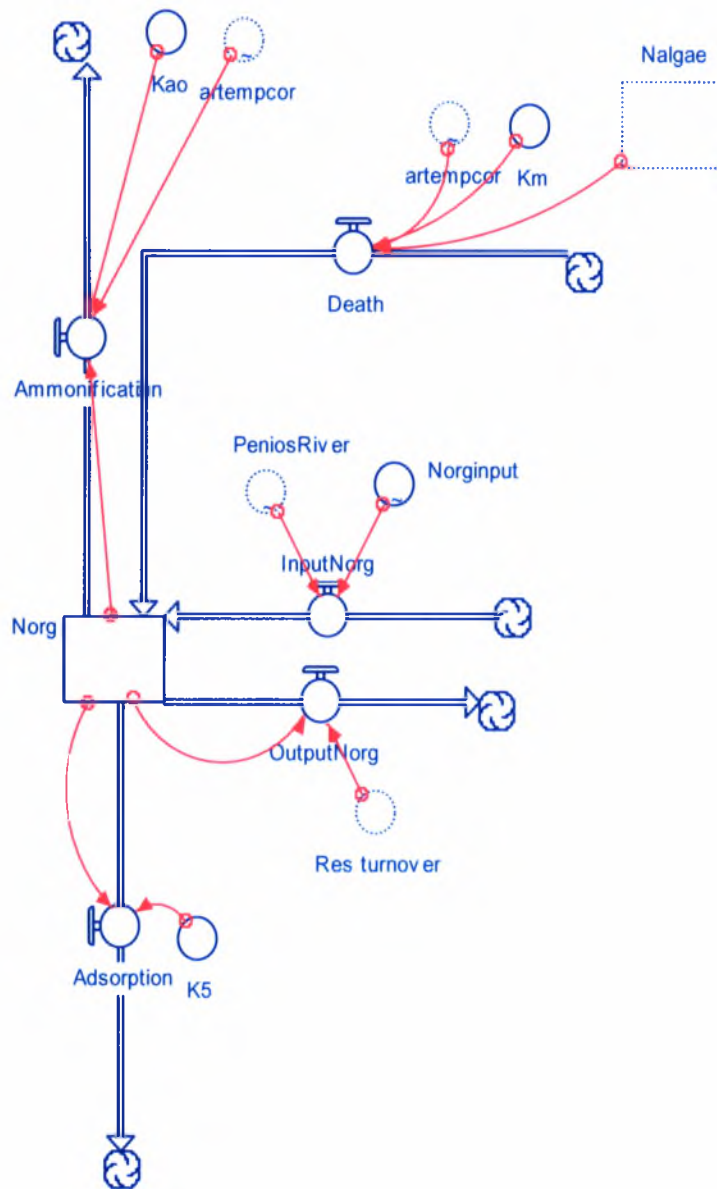 Nalgae
Kao
artempcor
artempcor
Km
Death
Ammonification
PeniosRiver
Norginput
InputNorg
Norg
OutputNorg
Res turnover
Adsorption
K5